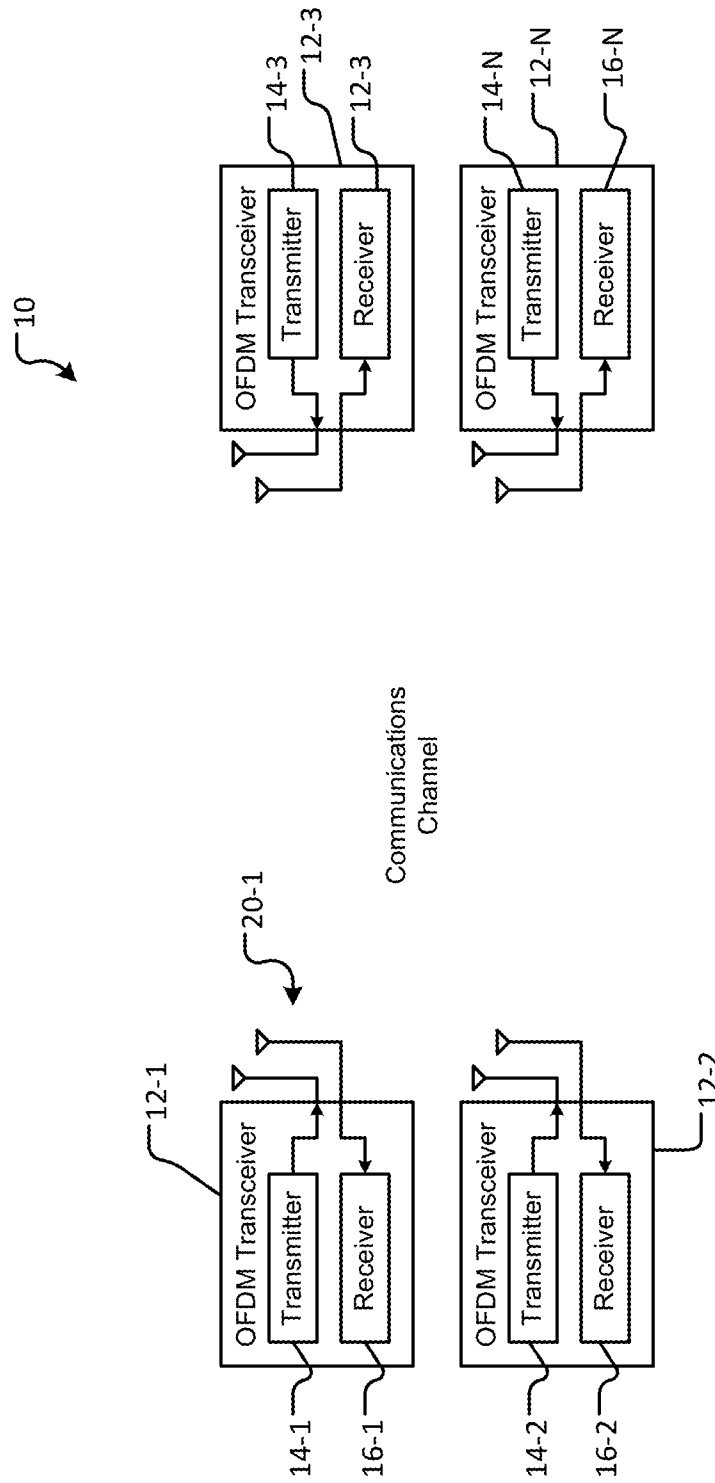 10
12-1
OFDM Transceiver
Transmitter
Receiver
14-1
16-1
20-1
OFDM Transceiver
Transmitter
Receiver
14-2
16-2
12-2
Communications
Channel
OFDM Transceiver
Transmitter
Receiver
14-3
12-3
12-3
OFDM Transceiver
Transmitter
Receiver
14-N
12-N
16-N